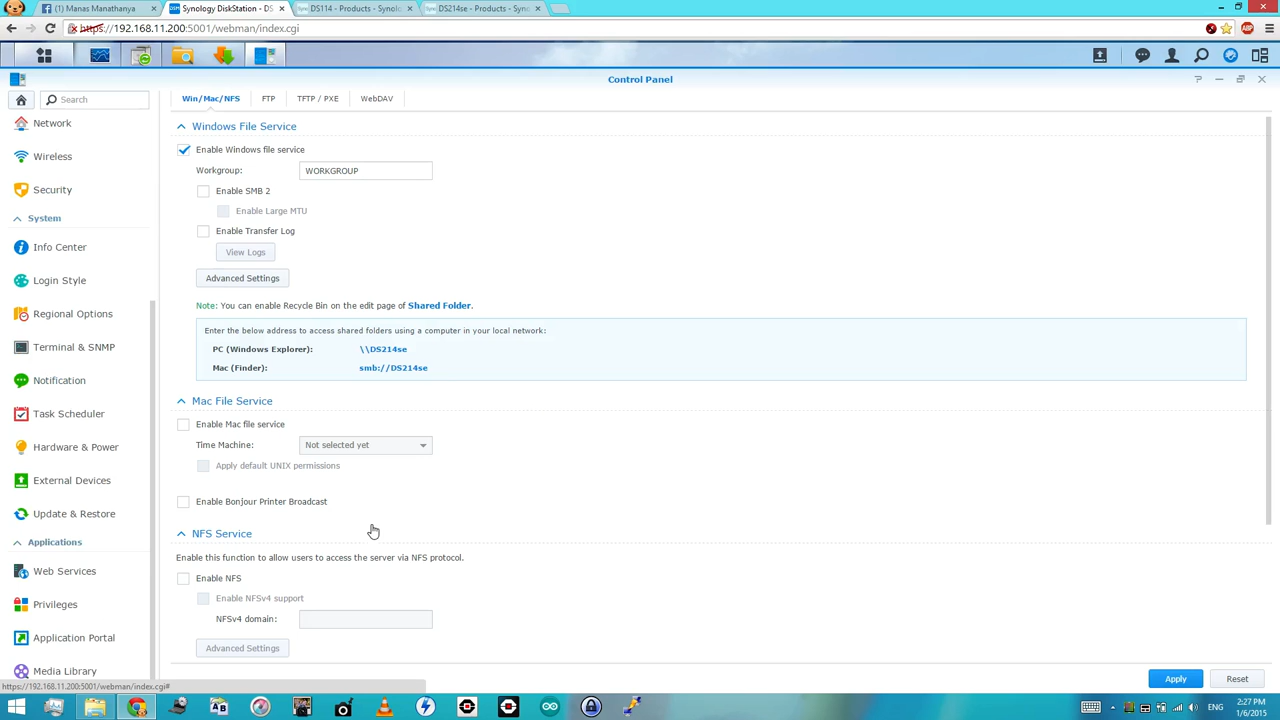 (1) Manas Manathanya
Synology DiskStation - DS
DS114 - Products - Synolo
DS214se - Products - Syno
https://192.168.11.200:5001/webman/index.cgi
Control Panel
Search
Win/Mac/NFS FTP TFTP / PXE WebDAV
Network
Wireless
Security
System
Info Center
Login Style
Regional Options
Terminal & SNMP
Notification
Task Scheduler
Hardware & Power
External Devices
Update & Restore
Applications
Web Services
Privileges
Application Portal
Media Library
Windows File Service
Enable Windows file service
Workgroup: WORKGROUP
Enable SMB 2
Enable Large MTU
Enable Transfer Log
View Logs
Advanced Settings
Note: You can enable Recycle Bin on the edit page of Shared Folder.
Enter the below address to access shared folders using a computer in your local network:
PC (Windows Explorer): \\DS214se
Mac (Finder): smb://DS214se
Mac File Service
Enable Mac file service
Time Machine: Not selected yet
Apply default UNIX permissions
Enable Bonjour Printer Broadcast
NFS Service
Enable this function to allow users to access the server via NFS protocol.
Enable NFS
Enable NFSv4 support
NFSv4 domain:
Advanced Settings
Apply Reset
https://192.168.11.200:5001/webman/index.cgi#
ENG
2:27 PM
1/6/2015